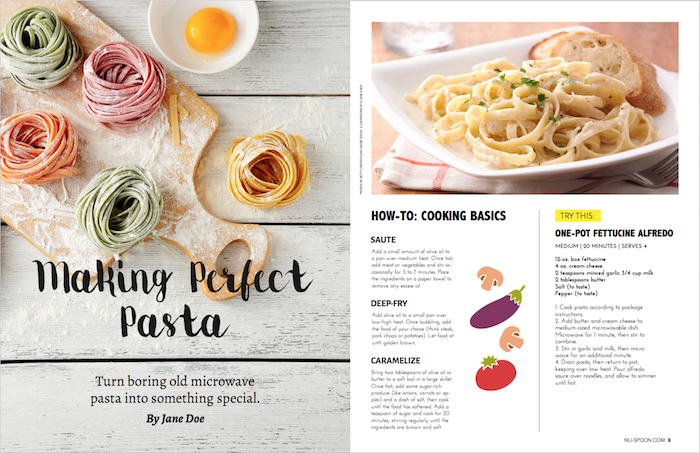 Making Perfect
Pasta
Turn boring old microwave
pasta into something special.
By Jane Doe
HOW-TO: COOKING BASICS
SAUTE
Add a small amount of olive oil to
a pan over medium heat. Once hot,
add meat or vegetables and stir oc-
casionally for 5 to 7 minutes. Place
the ingredients on a paper towel to
remove any excess oil.
DEEP-FRY
Add olive oil to a small pan over
low-high heat. Once bubbling, add
the food of your choice (think steak,
pork chops or potatoes). Let food sit
until golden brown.
CARAMELIZE
Bring two tablespoons of olive oil or
butter to a soft boil in a large skillet.
Once hot, add some sugar-rich
produce (like onions, carrots or ap-
ples) and a dash of salt, then cook
until the food has softened. Add a
teaspoon of sugar and cook for 20
minutes, stirring regularly until the
ingredients are brown and soft.
TRY THIS:
ONE-POT FETTUCINE ALFREDO
MEDIUM | 20 MINUTES | SERVES 4
12-oz. box fettuccine
4 oz. cream cheese
2 teaspoons minced garlic 3/4 cup milk
2 tablespoons butter
Salt (to taste)
Pepper (to taste)
1. Cook pasta according to package
instructions.
2. Add butter and cream cheese to
medium-sized microwavable dish.
Microwave for 1 minute, then stir to
combine.
3. Stir in garlic and milk, then micro-
wave for an additional minute.
4. Drain pasta, then return to pot,
keeping over low heat. Pour alfredo
sauce over noodles, and allow to simmer
until hot.
NU-SPOON.COM 9